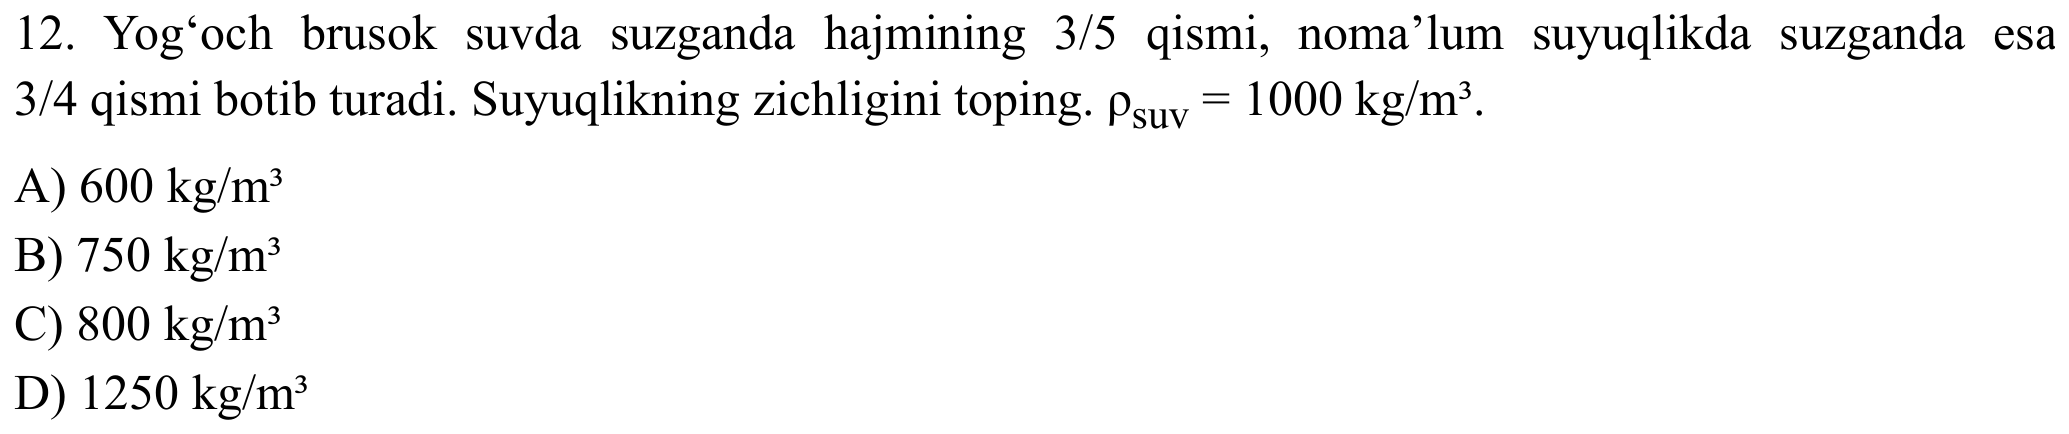 12. Yog‘och brusok suvda suzganda hajmining 3/5 qismi, noma’lum suyuqlikda suzganda esa
3/4 qismi botib turadi. Suyuqlikning zichligini toping. ρ_suv = 1000 kg/m³.
A) 600 kg/m³
B) 750 kg/m³
C) 800 kg/m³
D) 1250 kg/m³